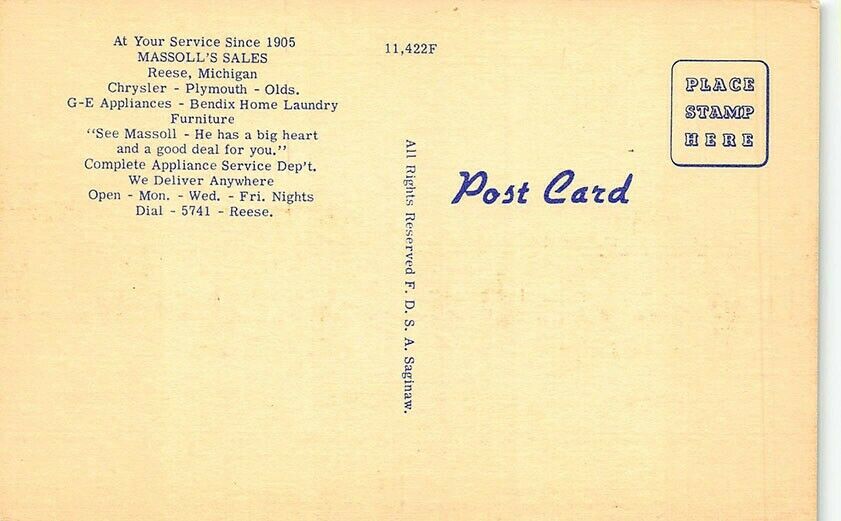 At Your Service Since 1905
MASSOLL'S SALES
Reese, Michigan
Chrysler - Plymouth - Olds.
G-E Appliances - Bendix Home Laundry
Furniture
"See Massoll - He has a big heart
and a good deal for you."
Complete Appliance Service Dep't.
We Deliver Anywhere
Open - Mon. - Wed. - Fri. Nights
Dial - 5741 - Reese.
11,422F
All Rights Reserved F. D. S. A. Saginaw.
Post Card
PLACE
STAMP
HERE